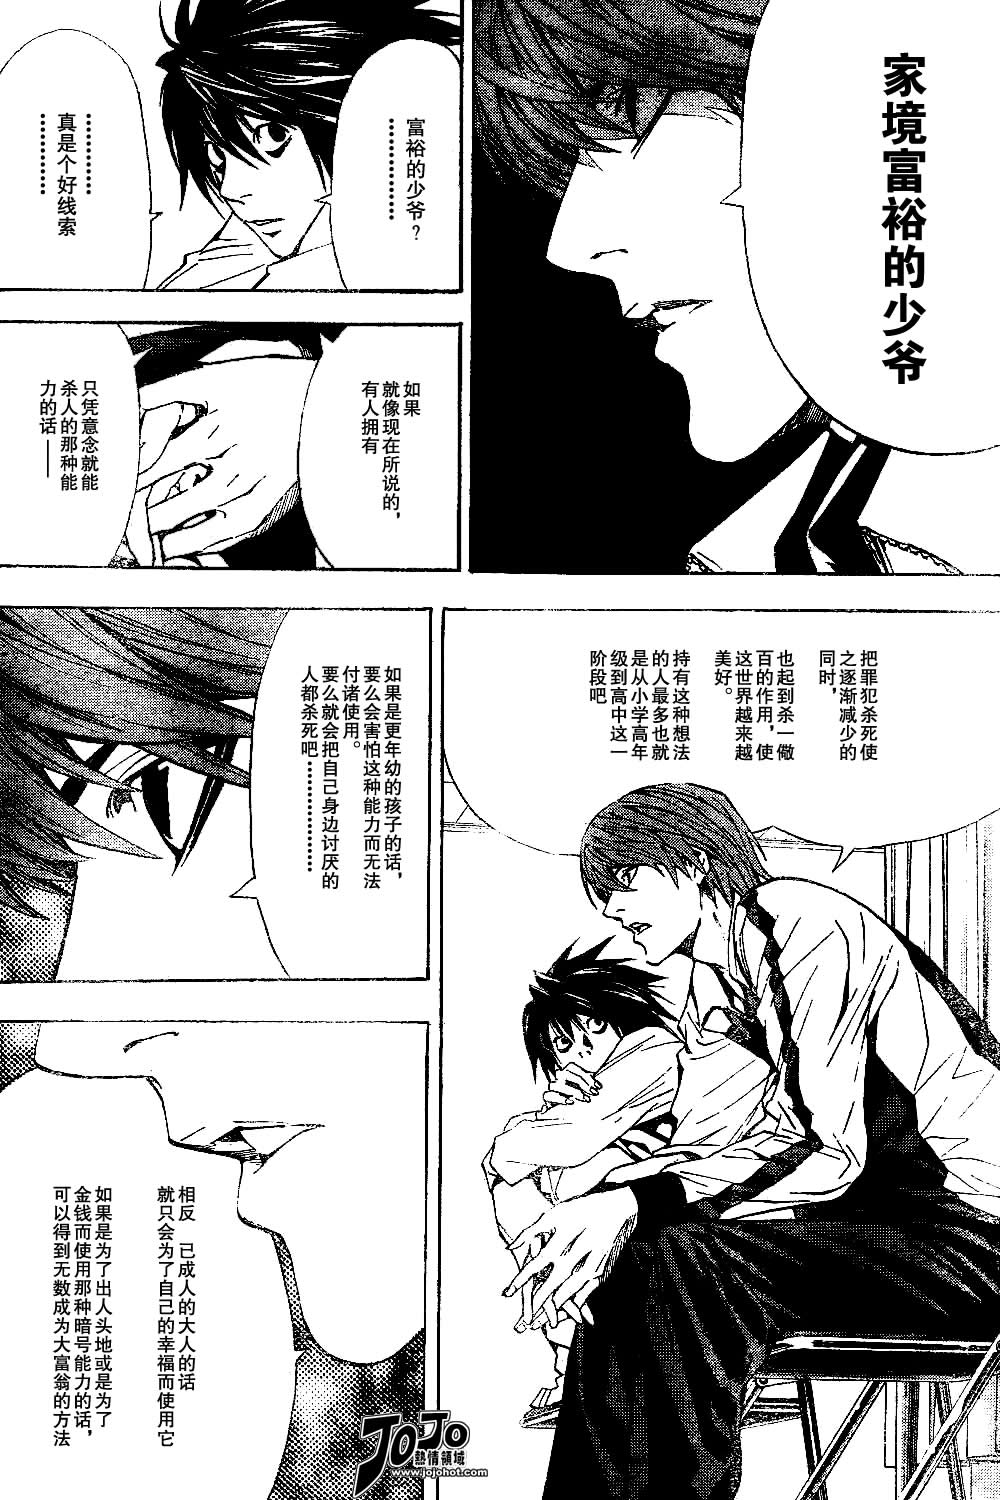 家境富裕的少爷
富裕的少爷?
…………
…………
真是个好线索
…………
如果
就像现在所说的,
有人拥有
只凭意念就能
杀人的那种能
力的话——
把罪犯杀死使
之逐渐减少的
同时,
也起到杀一儆
百的作用,使
这世界越来越
美好。
持有这种想法
的人最多也就
是从小学高年
级到高中这一
阶段吧
如果是更年幼的孩子的话,
要么会害怕这种能力而无法
付诸使用。
要么就会把自己身边讨厌的
人都杀死吧…………
相反 已成人的大人的话
就只会为了自己的幸福而使用它
如果是为了出人头地或是为了
金钱而使用那种暗号能力的话,
可以得到无数成为大富翁的方法
JOJO
熱情領域
www.jojohot.com